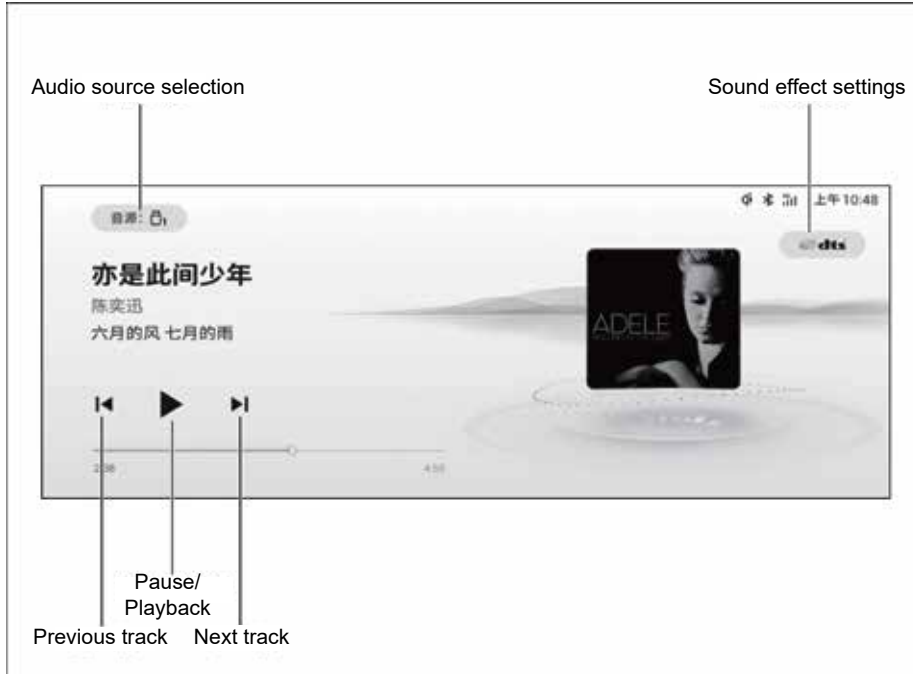 Audio source selection
Sound effect settings
音源:
上午10:48
dts
亦是此间少年
陈奕迅
六月的风 七月的雨
ADELE
4:50
Pause/
Playback
Previous track
Next track